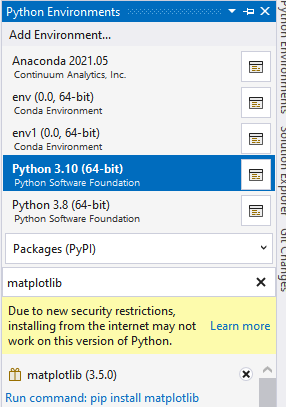 Python Environments
Add Environment...
Anaconda 2021.05
Continuum Analytics, Inc.
env (0.0, 64-bit)
Conda Environment
env1 (0.0, 64-bit)
Conda Environment
Python 3.10 (64-bit)
Python Software Foundation
Python 3.8 (64-bit)
Python Software Foundation
Packages (PyPI)
matplotlib
Due to new security restrictions,
installing from the internet may not
work on this version of Python.
Learn more
matplotlib (3.5.0)
Run command: pip install matplotlib
Python Environments
Solution Explorer
Git Changes